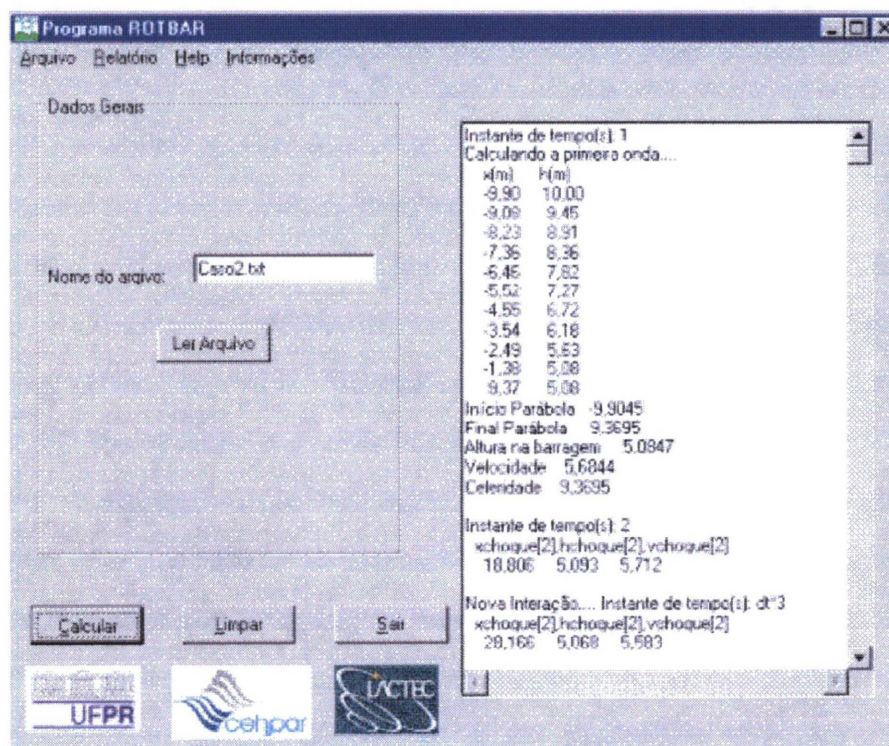 Programa ROTBAR
Arquivo Relatório Help Informações
Dados Gerais
Nome do arqivo:
Caso2.txt
Ler Arquivo
Calcular
Limpar
Sair
UFPR
cehpar
LACTEC
Instante de tempo(s): 1
Calculando a primeira onda....
x(m) h(m)
-9,90 10,00
-9,08 9,45
-8,23 8,91
-7,36 8,36
-6,46 7,82
-5,52 7,27
-4,55 6,72
-3,54 6,18
-2,49 5,63
-1,38 5,08
9,37 5,08
Início Parábola -9,9045
Final Parábola 9,3695
Altura na barragem 5,0847
Velocidade 5,6844
Celeridade 9,3695
Instante de tempo(s): 2
xchoque[2],hchoque[2],vchoque[2]
18,806 5,093 5,712
Nova Interação.... Instante de tempo(s): dt*3
xchoque[2],hchoque[2],vchoque[2]
28,166 5,068 5,583